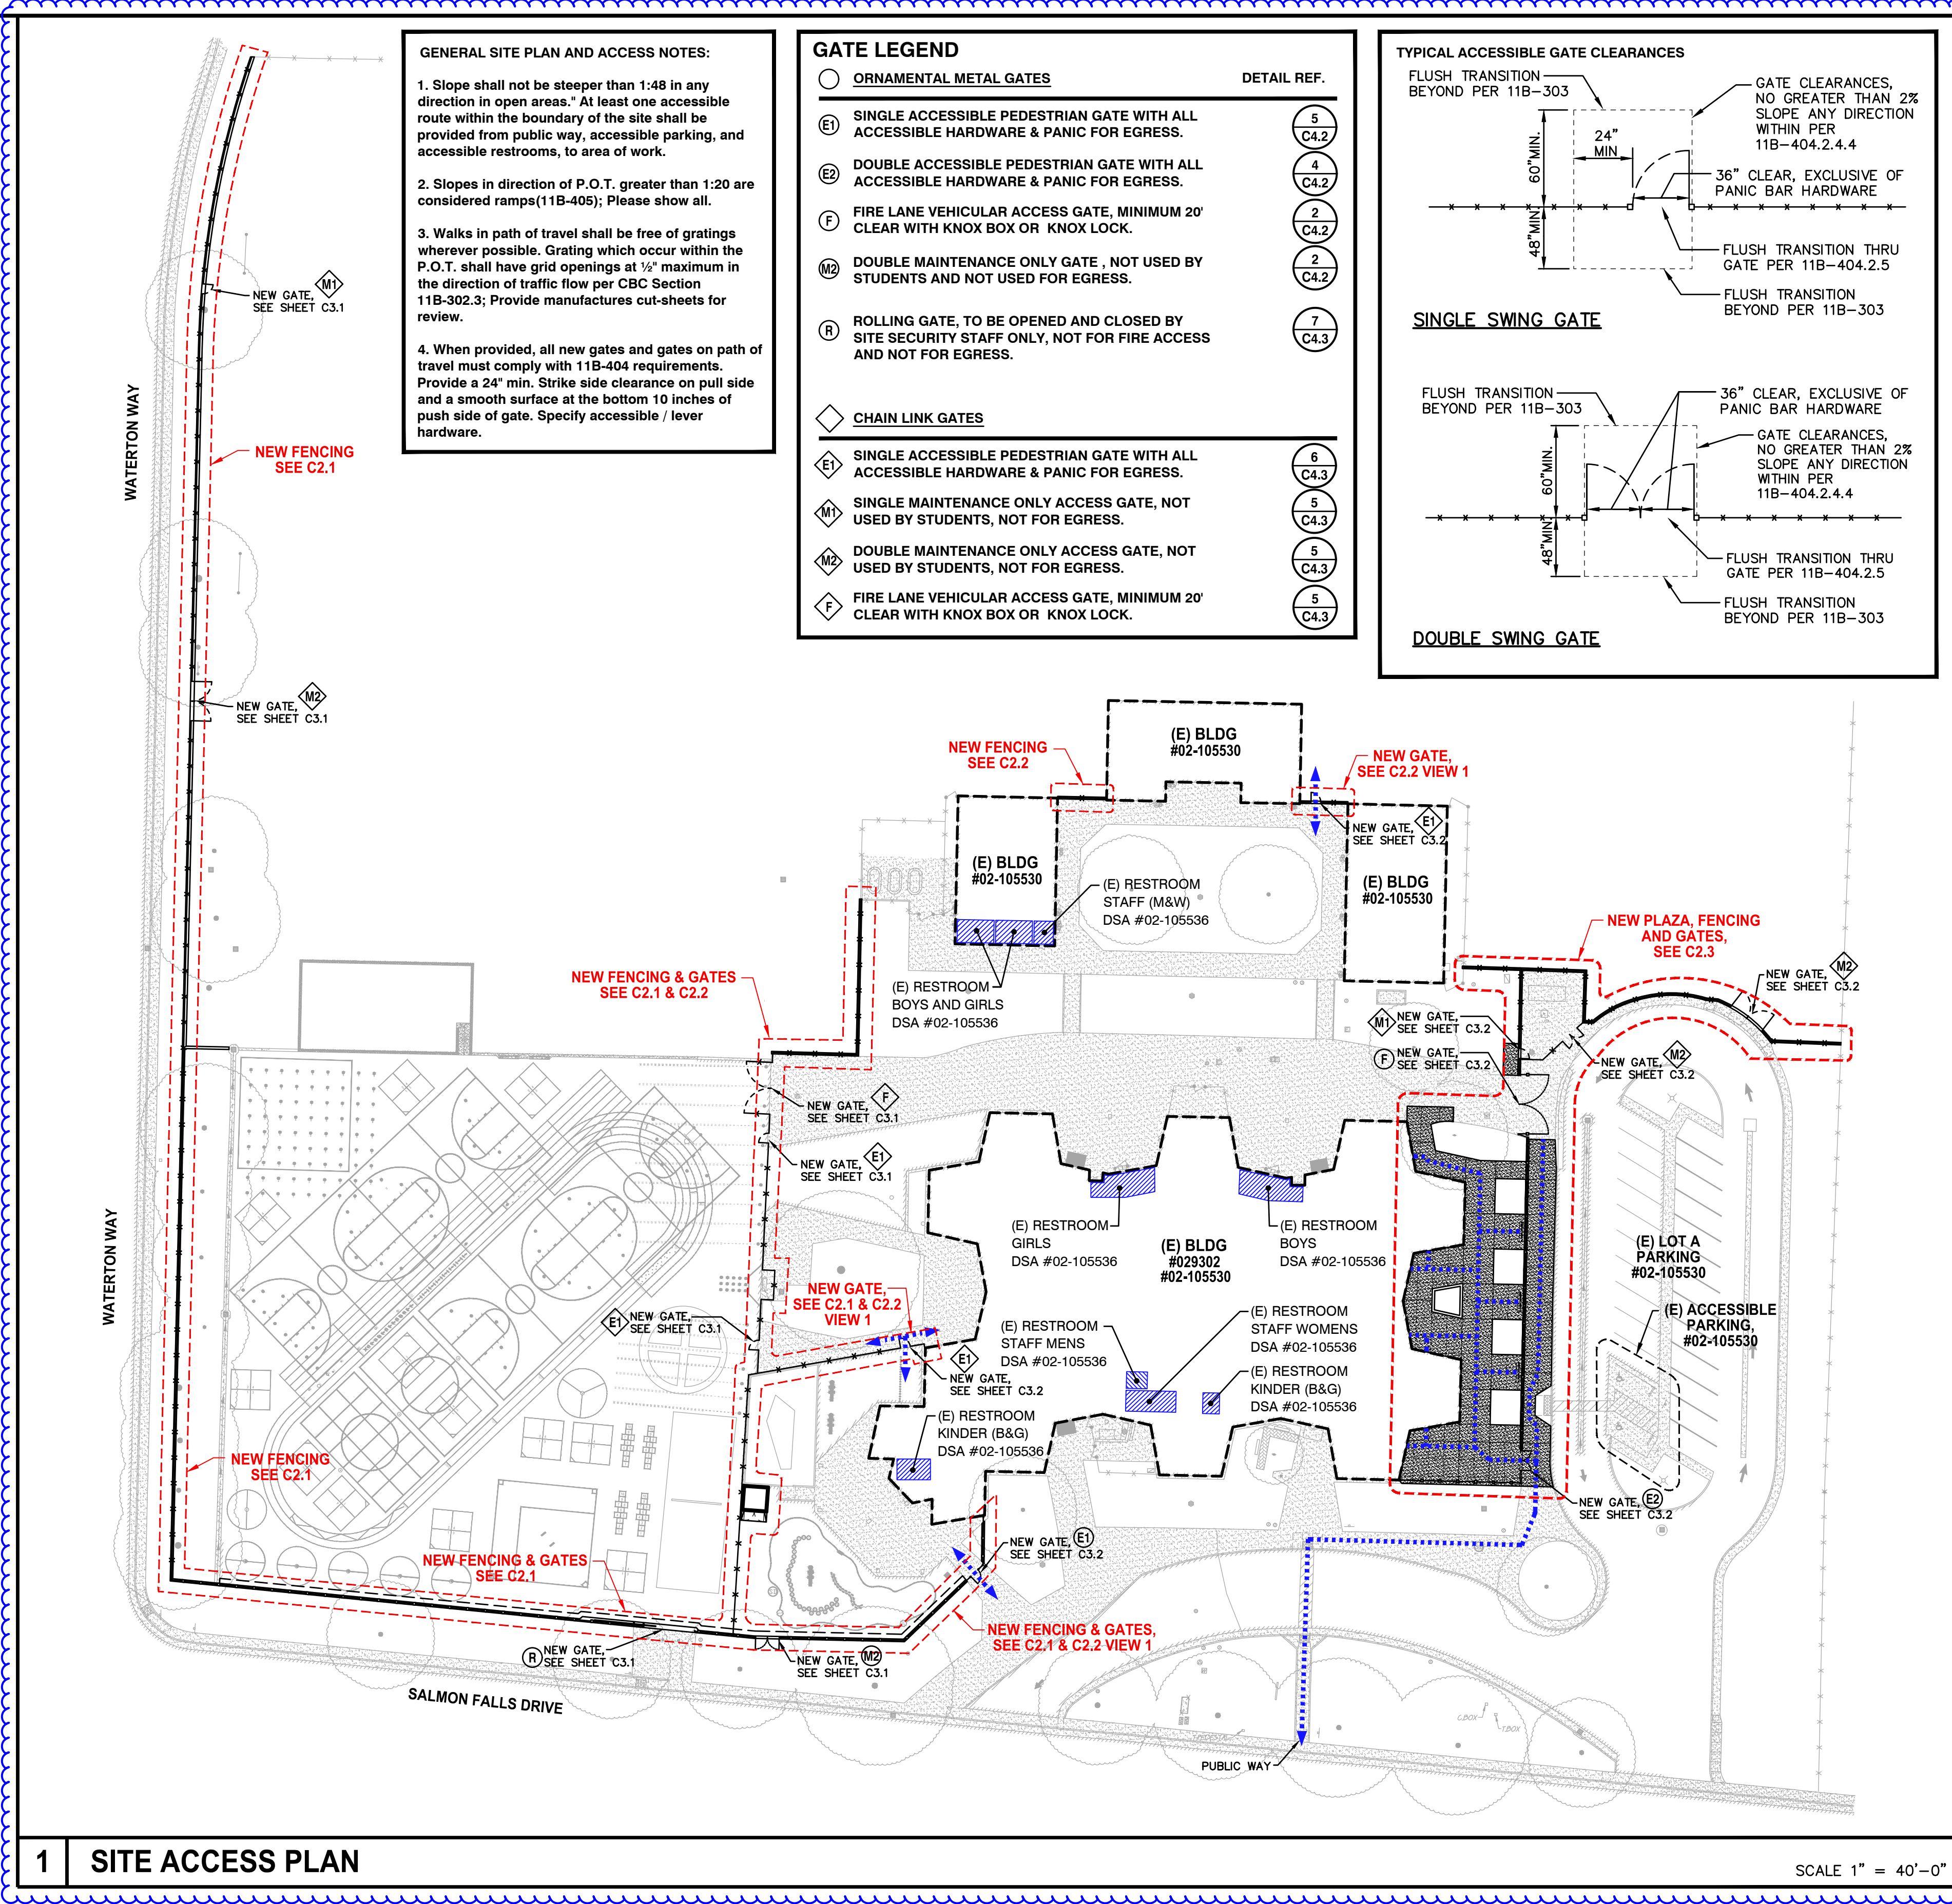 GENERAL SITE PLAN AND ACCESS NOTES:
1. Slope shall not be steeper than 1:48 in any
direction in open areas." At least one accessible
route within the boundary of the site shall be
provided from public way, accessible parking, and
accessible restrooms, to area of work.
2. Slopes in direction of P.O.T. greater than 1:20 are
considered ramps(11B-405); Please show all.
3. Walks in path of travel shall be free of gratings
wherever possible. Grating which occur within the
P.O.T. shall have grid openings at ½" maximum in
the direction of traffic flow per CBC Section
11B-302.3; Provide manufactures cut-sheets for
review.
4. When provided, all new gates and gates on path of
travel must comply with 11B-404 requirements.
Provide a 24" min. Strike side clearance on pull side
and a smooth surface at the bottom 10 inches of
push side of gate. Specify accessible / lever
hardware.
GATE LEGEND
ORNAMENTAL METAL GATES
DETAIL REF.
E1
SINGLE ACCESSIBLE PEDESTRIAN GATE WITH ALL
ACCESSIBLE HARDWARE & PANIC FOR EGRESS.
5
C4.2
E2
DOUBLE ACCESSIBLE PEDESTRIAN GATE WITH ALL
ACCESSIBLE HARDWARE & PANIC FOR EGRESS.
4
C4.2
F
FIRE LANE VEHICULAR ACCESS GATE, MINIMUM 20'
CLEAR WITH KNOX BOX OR KNOX LOCK.
2
C4.2
M2
DOUBLE MAINTENANCE ONLY GATE , NOT USED BY
STUDENTS AND NOT USED FOR EGRESS.
2
C4.2
R
ROLLING GATE, TO BE OPENED AND CLOSED BY
SITE SECURITY STAFF ONLY, NOT FOR FIRE ACCESS
AND NOT FOR EGRESS.
7
C4.3
CHAIN LINK GATES
E1
SINGLE ACCESSIBLE PEDESTRIAN GATE WITH ALL
ACCESSIBLE HARDWARE & PANIC FOR EGRESS.
6
C4.3
M1
SINGLE MAINTENANCE ONLY ACCESS GATE, NOT
USED BY STUDENTS, NOT FOR EGRESS.
5
C4.3
M2
DOUBLE MAINTENANCE ONLY ACCESS GATE, NOT
USED BY STUDENTS, NOT FOR EGRESS.
5
C4.3
F
FIRE LANE VEHICULAR ACCESS GATE, MINIMUM 20'
CLEAR WITH KNOX BOX OR KNOX LOCK.
5
C4.3
TYPICAL ACCESSIBLE GATE CLEARANCES
FLUSH TRANSITION
BEYOND PER 11B-303
GATE CLEARANCES,
NO GREATER THAN 2%
SLOPE ANY DIRECTION
WITHIN PER
11B-404.2.4.4
24"
MIN
60"MIN.
36" CLEAR, EXCLUSIVE OF
PANIC BAR HARDWARE
48"MIN.
FLUSH TRANSITION THRU
GATE PER 11B-404.2.5
FLUSH TRANSITION
BEYOND PER 11B-303
SINGLE SWING GATE
FLUSH TRANSITION
BEYOND PER 11B-303
36" CLEAR, EXCLUSIVE OF
PANIC BAR HARDWARE
GATE CLEARANCES,
NO GREATER THAN 2%
SLOPE ANY DIRECTION
WITHIN PER
11B-404.2.4.4
60"MIN.
48"MIN.
FLUSH TRANSITION THRU
GATE PER 11B-404.2.5
FLUSH TRANSITION
BEYOND PER 11B-303
DOUBLE SWING GATE
M1
NEW GATE,
SEE SHEET C3.1
WATERTON WAY
NEW FENCING
SEE C2.1
M2
NEW GATE,
SEE SHEET C3.1
(E) BLDG
#02-105530
NEW FENCING
SEE C2.2
NEW GATE,
SEE C2.2 VIEW 1
E1
NEW GATE,
SEE SHEET C3.2
(E) BLDG
#02-105530
(E) RESTROOM
STAFF (M&W)
DSA #02-105536
(E) BLDG
#02-105530
NEW PLAZA, FENCING
AND GATES,
SEE C2.3
NEW FENCING & GATES
SEE C2.1 & C2.2
(E) RESTROOM
BOYS AND GIRLS
DSA #02-105536
M2
NEW GATE,
SEE SHEET C3.2
M1
NEW GATE,
SEE SHEET C3.2
F
NEW GATE,
SEE SHEET C3.2
M2
NEW GATE,
SEE SHEET C3.2
F
NEW GATE,
SEE SHEET C3.1
E1
NEW GATE,
SEE SHEET C3.1
WATERTON WAY
(E) RESTROOM
GIRLS
DSA #02-105536
(E) BLDG
#029302
#02-105530
(E) RESTROOM
BOYS
DSA #02-105536
(E) LOT A
PARKING
#02-105530
NEW GATE,
SEE C2.1 & C2.2
VIEW 1
(E) ACCESSIBLE
PARKING,
#02-105530
E1
NEW GATE,
SEE SHEET C3.1
(E) RESTROOM
STAFF MENS
DSA #02-105536
(E) RESTROOM
STAFF WOMENS
DSA #02-105536
E1
NEW GATE,
SEE SHEET C3.2
(E) RESTROOM
KINDER (B&G)
DSA #02-105536
(E) RESTROOM
KINDER (B&G)
DSA #02-105536
NEW FENCING
SEE C2.1
NEW GATE,
SEE SHEET C3.2
E2
NEW GATE,
SEE SHEET C3.2
E1
NEW FENCING & GATES
SEE C2.1
NEW FENCING & GATES,
SEE C2.1 & C2.2 VIEW 1
R
NEW GATE,
SEE SHEET C3.1
NEW GATE,
SEE SHEET C3.1
M2
SALMON FALLS DRIVE
C.BOX
T.BOX
PUBLIC WAY
1
SITE ACCESS PLAN
SCALE 1" = 40'-0"